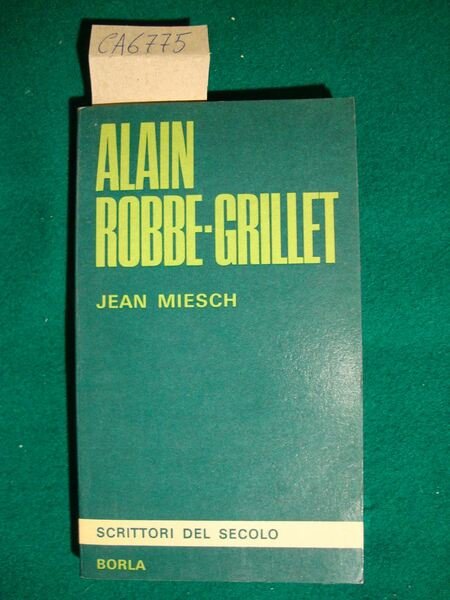 CA6775
ALAIN
ROBBE-GRILLET
JEAN MIESCH
SCRITTORI DEL SECOLO
BORLA